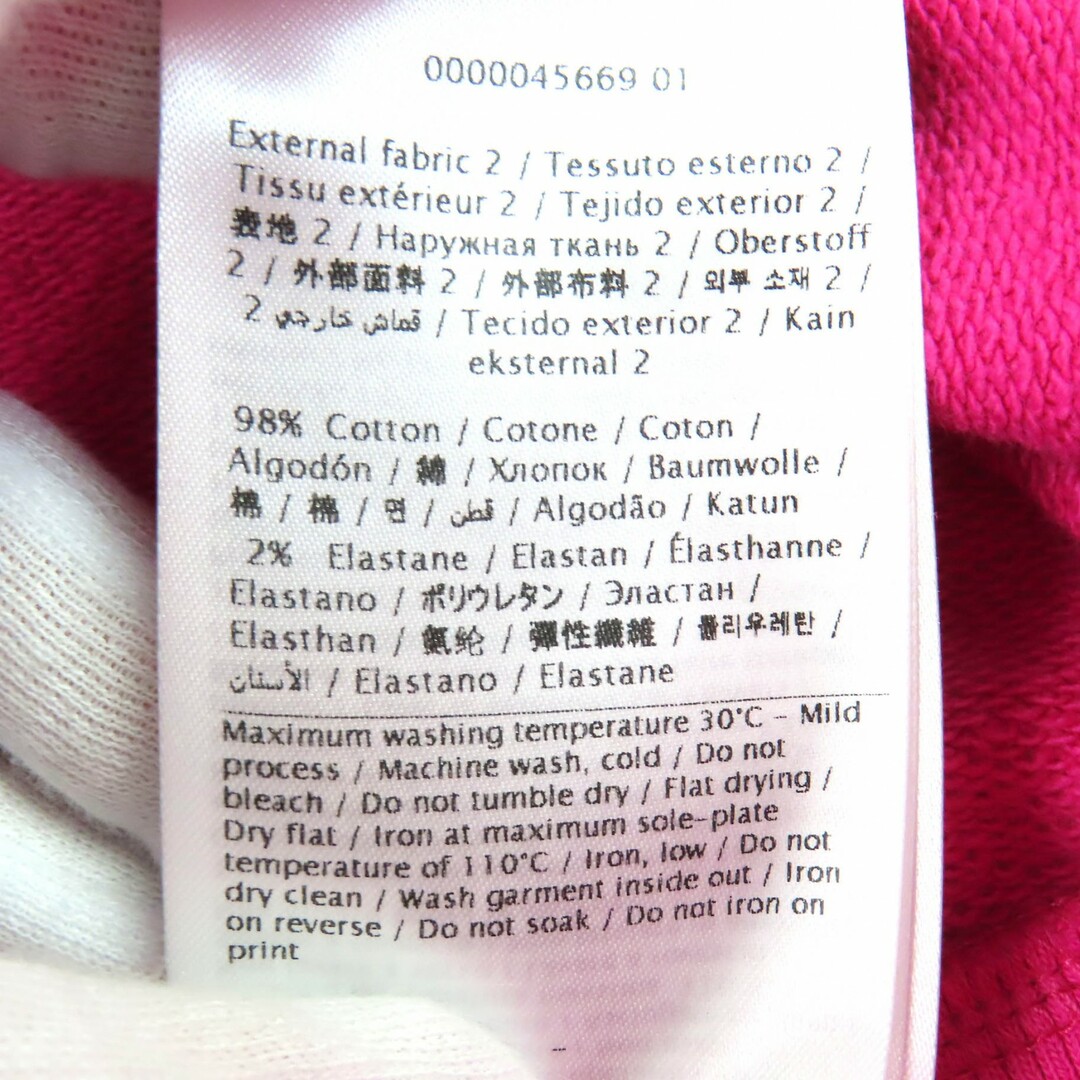 0000045669 01
External fabric 2 / Tessuto esterno 2 /
Tissu extérieur 2 / Tejido exterior 2 /
表地 2 / Наружная ткань 2 / Oberstoff
2 / 外部面料 2 / 外部布料 2 / 외부 소재 2 /
قماش خارجي 2 / Tecido exterior 2 / Kain
eksternal 2
98% Cotton / Cotone / Coton /
Algodón / 綿 / Хлопок / Baumwolle /
棉 / 棉 / 면 / قطن / Algodão / Katun
2% Elastane / Elastan / Élasthanne /
Elastano / ポリウレタン / Эластан /
Elasthan / 氨纶 / 彈性纖維 / 폴리우레탄 /
الأستان / Elastano / Elastane
Maximum washing temperature 30°C - Mild
process / Machine wash, cold / Do not
bleach / Do not tumble dry / Flat drying /
Dry flat / Iron at maximum sole-plate
temperature of 110°C / Iron, low / Do not
dry clean / Wash garment inside out / Iron
on reverse / Do not soak / Do not iron on
print